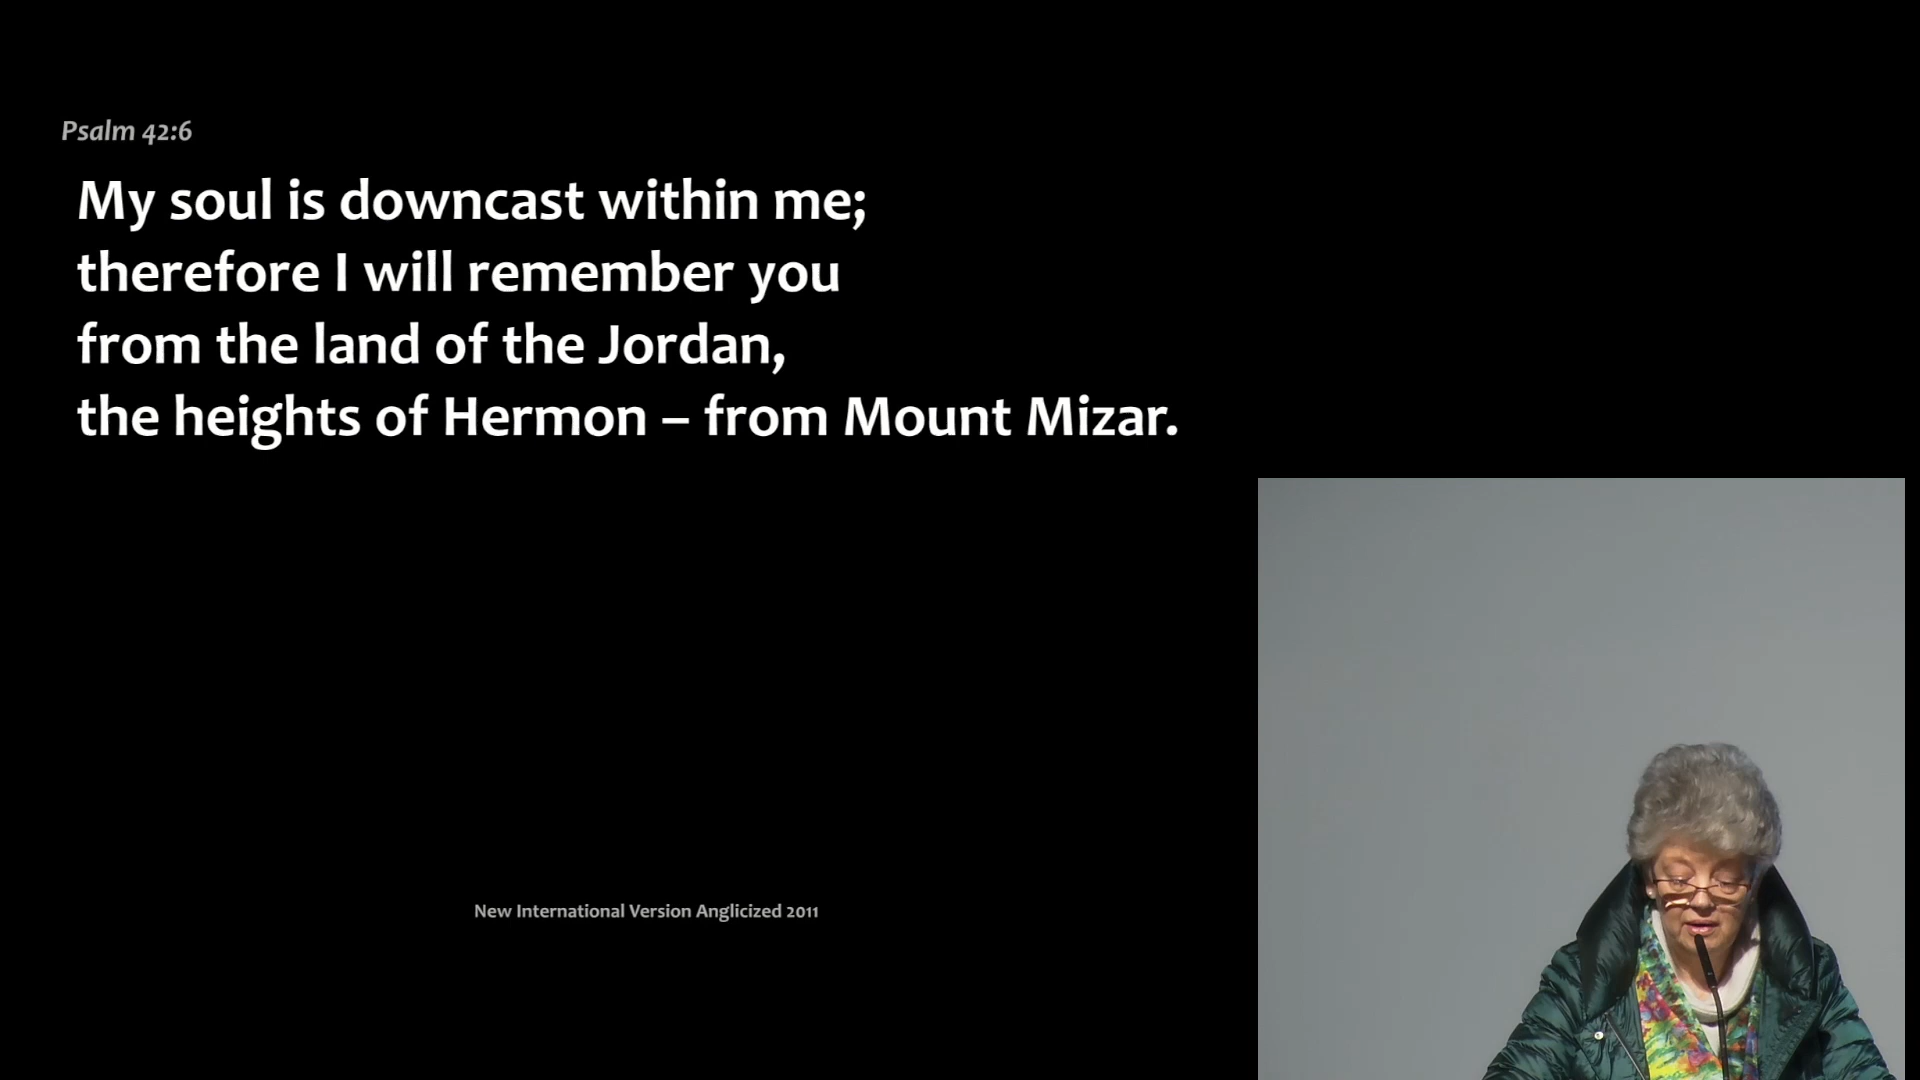 Psalm 42:6
My soul is downcast within me;
therefore I will remember you
from the land of the Jordan,
the heights of Hermon – from Mount Mizar.
New International Version Anglicized 2011